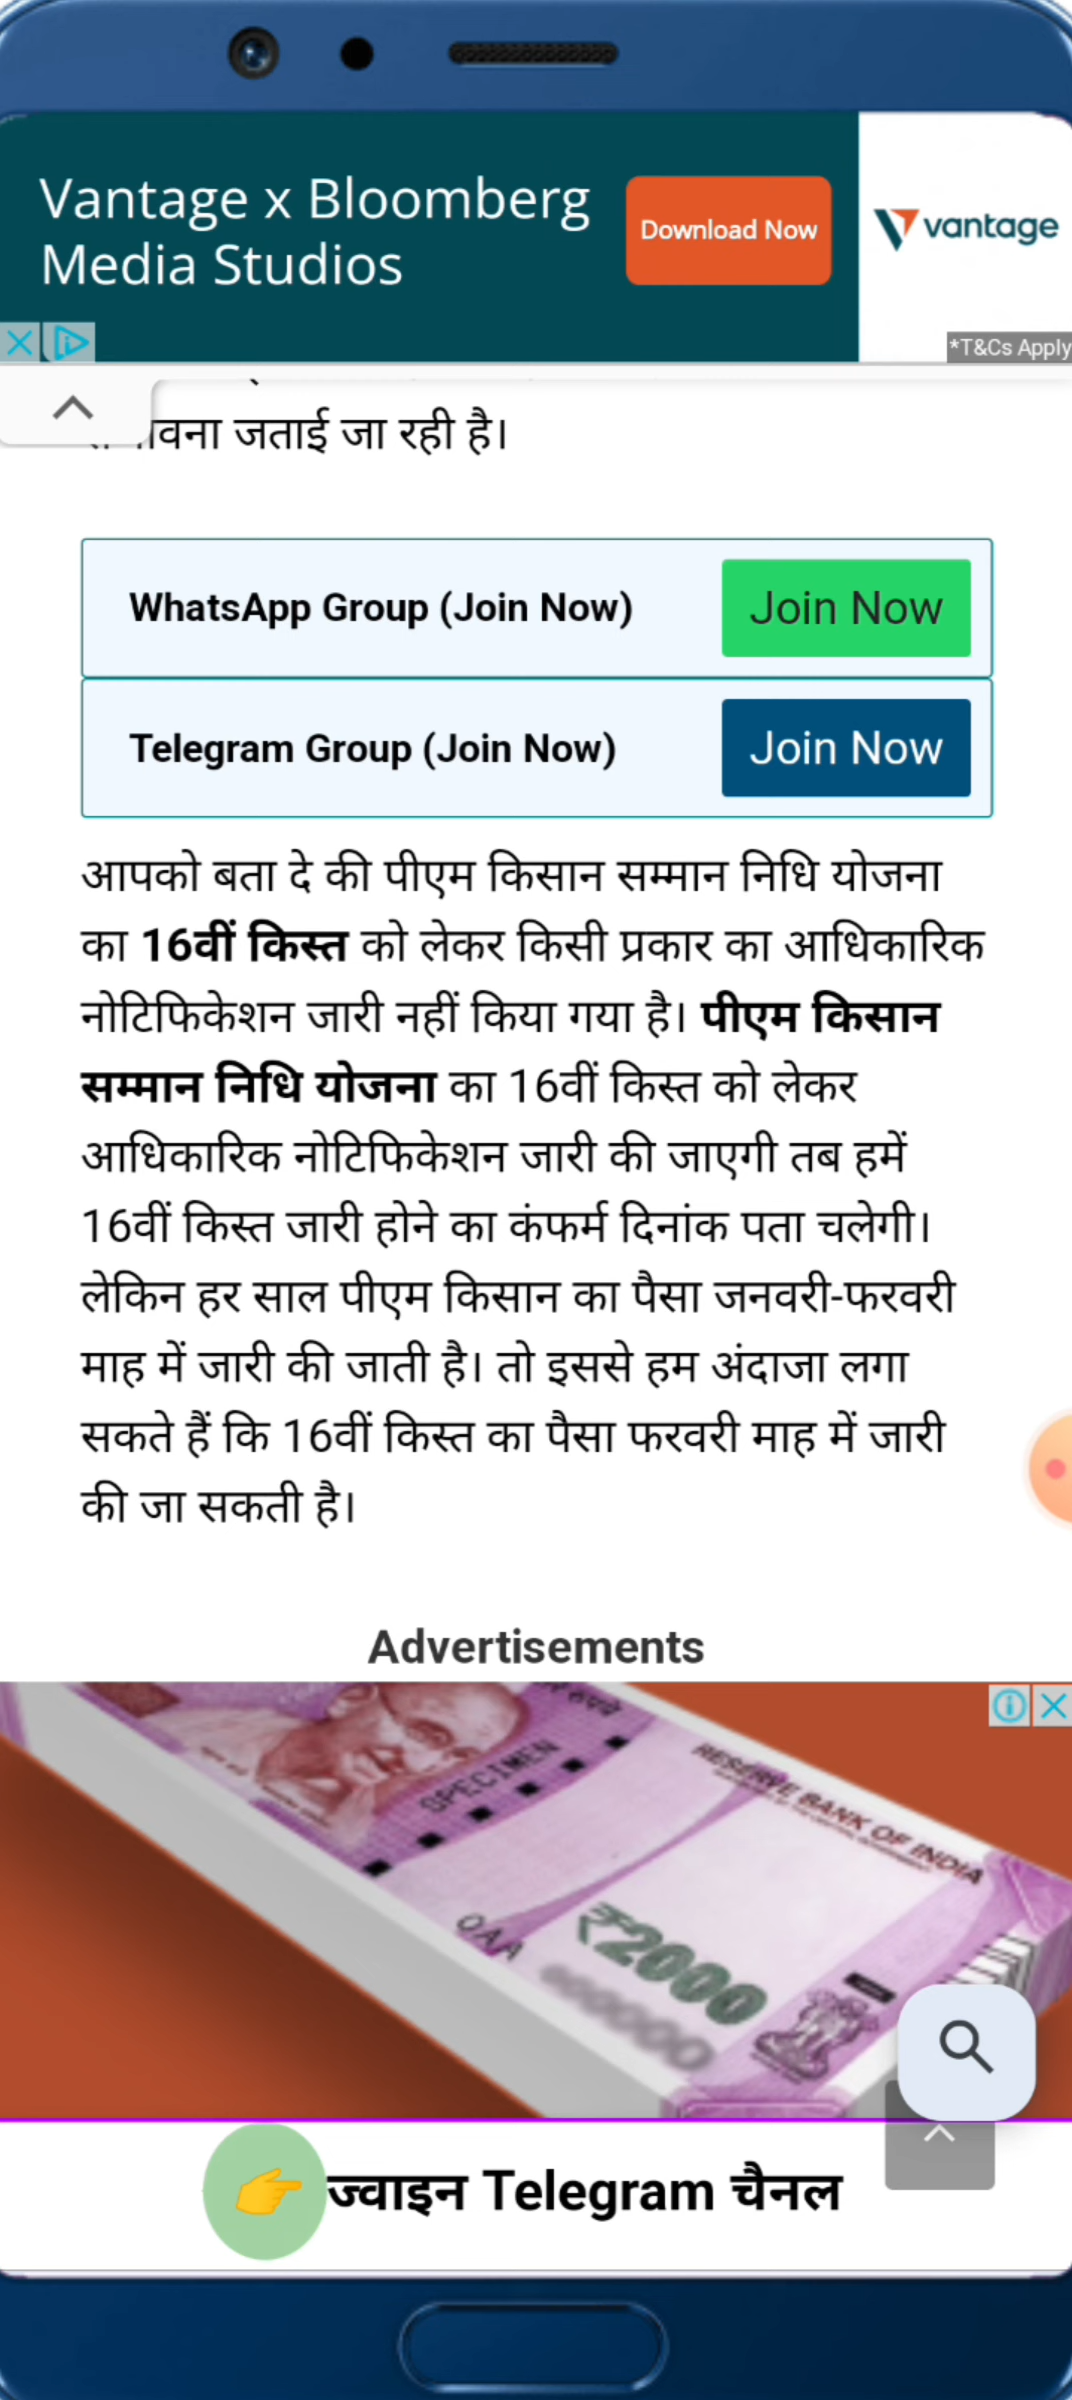 Vantage x Bloomberg
Media Studios
Download Now
vantage
*T&Cs Apply
जताई जा रही है।
WhatsApp Group (Join Now)
Join Now
Telegram Group (Join Now)
Join Now
आपको बता दे की पीएम किसान सम्मान निधि योजना
का 16वीं किस्त को लेकर किसी प्रकार का आधिकारिक
नोटिफिकेशन जारी नहीं किया गया है। पीएम किसान
सम्मान निधि योजना का 16वीं किस्त को लेकर
आधिकारिक नोटिफिकेशन जारी की जाएगी तब हमें
16वीं किस्त जारी होने का कंफर्म दिनांक पता चलेगी।
लेकिन हर साल पीएम किसान का पैसा जनवरी-फरवरी
माह में जारी की जाती है। तो इससे हम अंदाजा लगा
सकते हैं कि 16वीं किस्त का पैसा फरवरी माह में जारी
की जा सकती है।
Advertisements
SPECIMEN
RESERVE BANK OF INDIA
0AA
₹2000
ज्वाइन Telegram चैनल